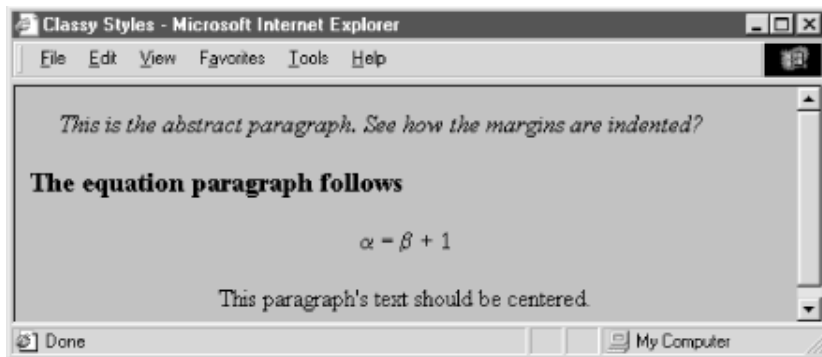 Classy Styles - Microsoft Internet Explorer
File Edit View Favorites Tools Help
This is the abstract paragraph. See how the margins are indented?
The equation paragraph follows
α = β + 1
This paragraph's text should be centered.
Done My Computer